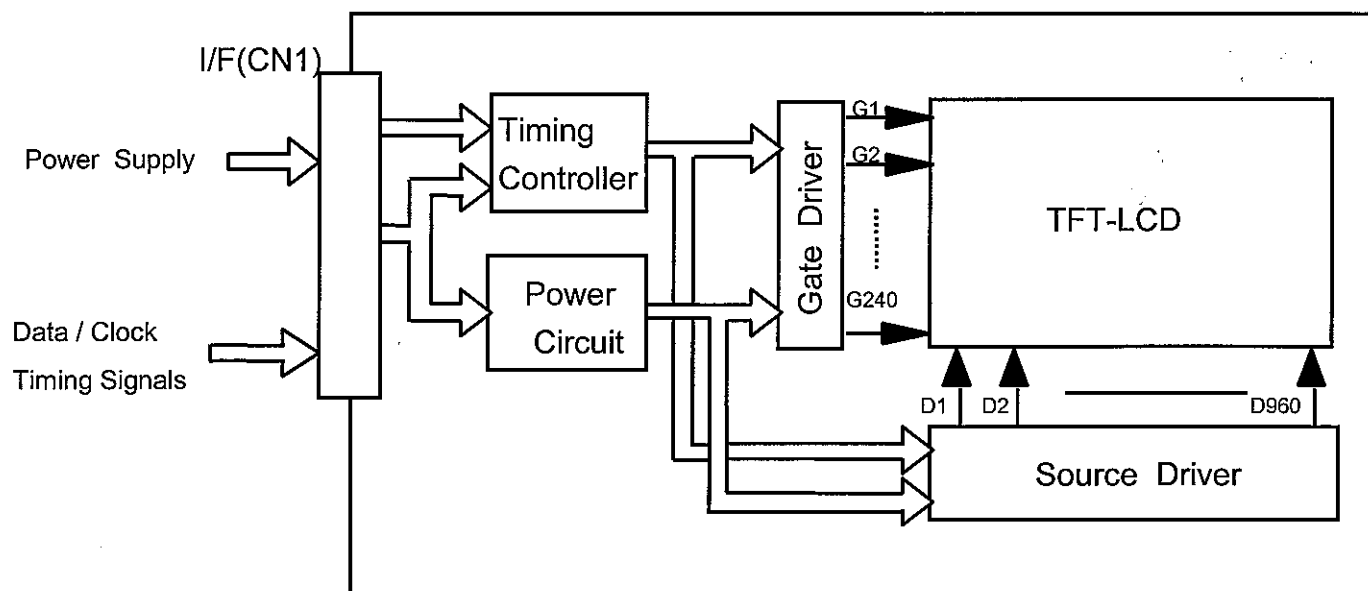 I/F(CN1)
Power Supply
Data / Clock
Timing Signals
Timing
Controller
Power
Circuit
Gate Driver
G1
G2
G240
TFT-LCD
D1 D2 D960
Source Driver